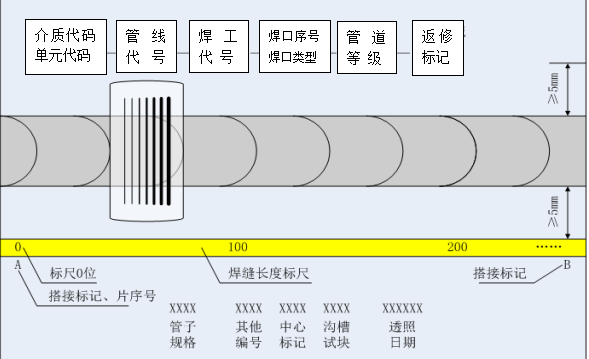 介质代码 管 线 焊 工 焊口序号 管 道 返修
单元代码 代 号 代 号 焊口类型 等 级 标记
≥5mm
≥5mm
0 100 200 ……
A B
标尺0位 焊缝长度标尺 搭接标记
搭接标记、片序号
XXXX XXXX XXXX XXXX XXXXXX
管子 其他 中心 沟槽 透照
规格 编号 标记 试块 日期